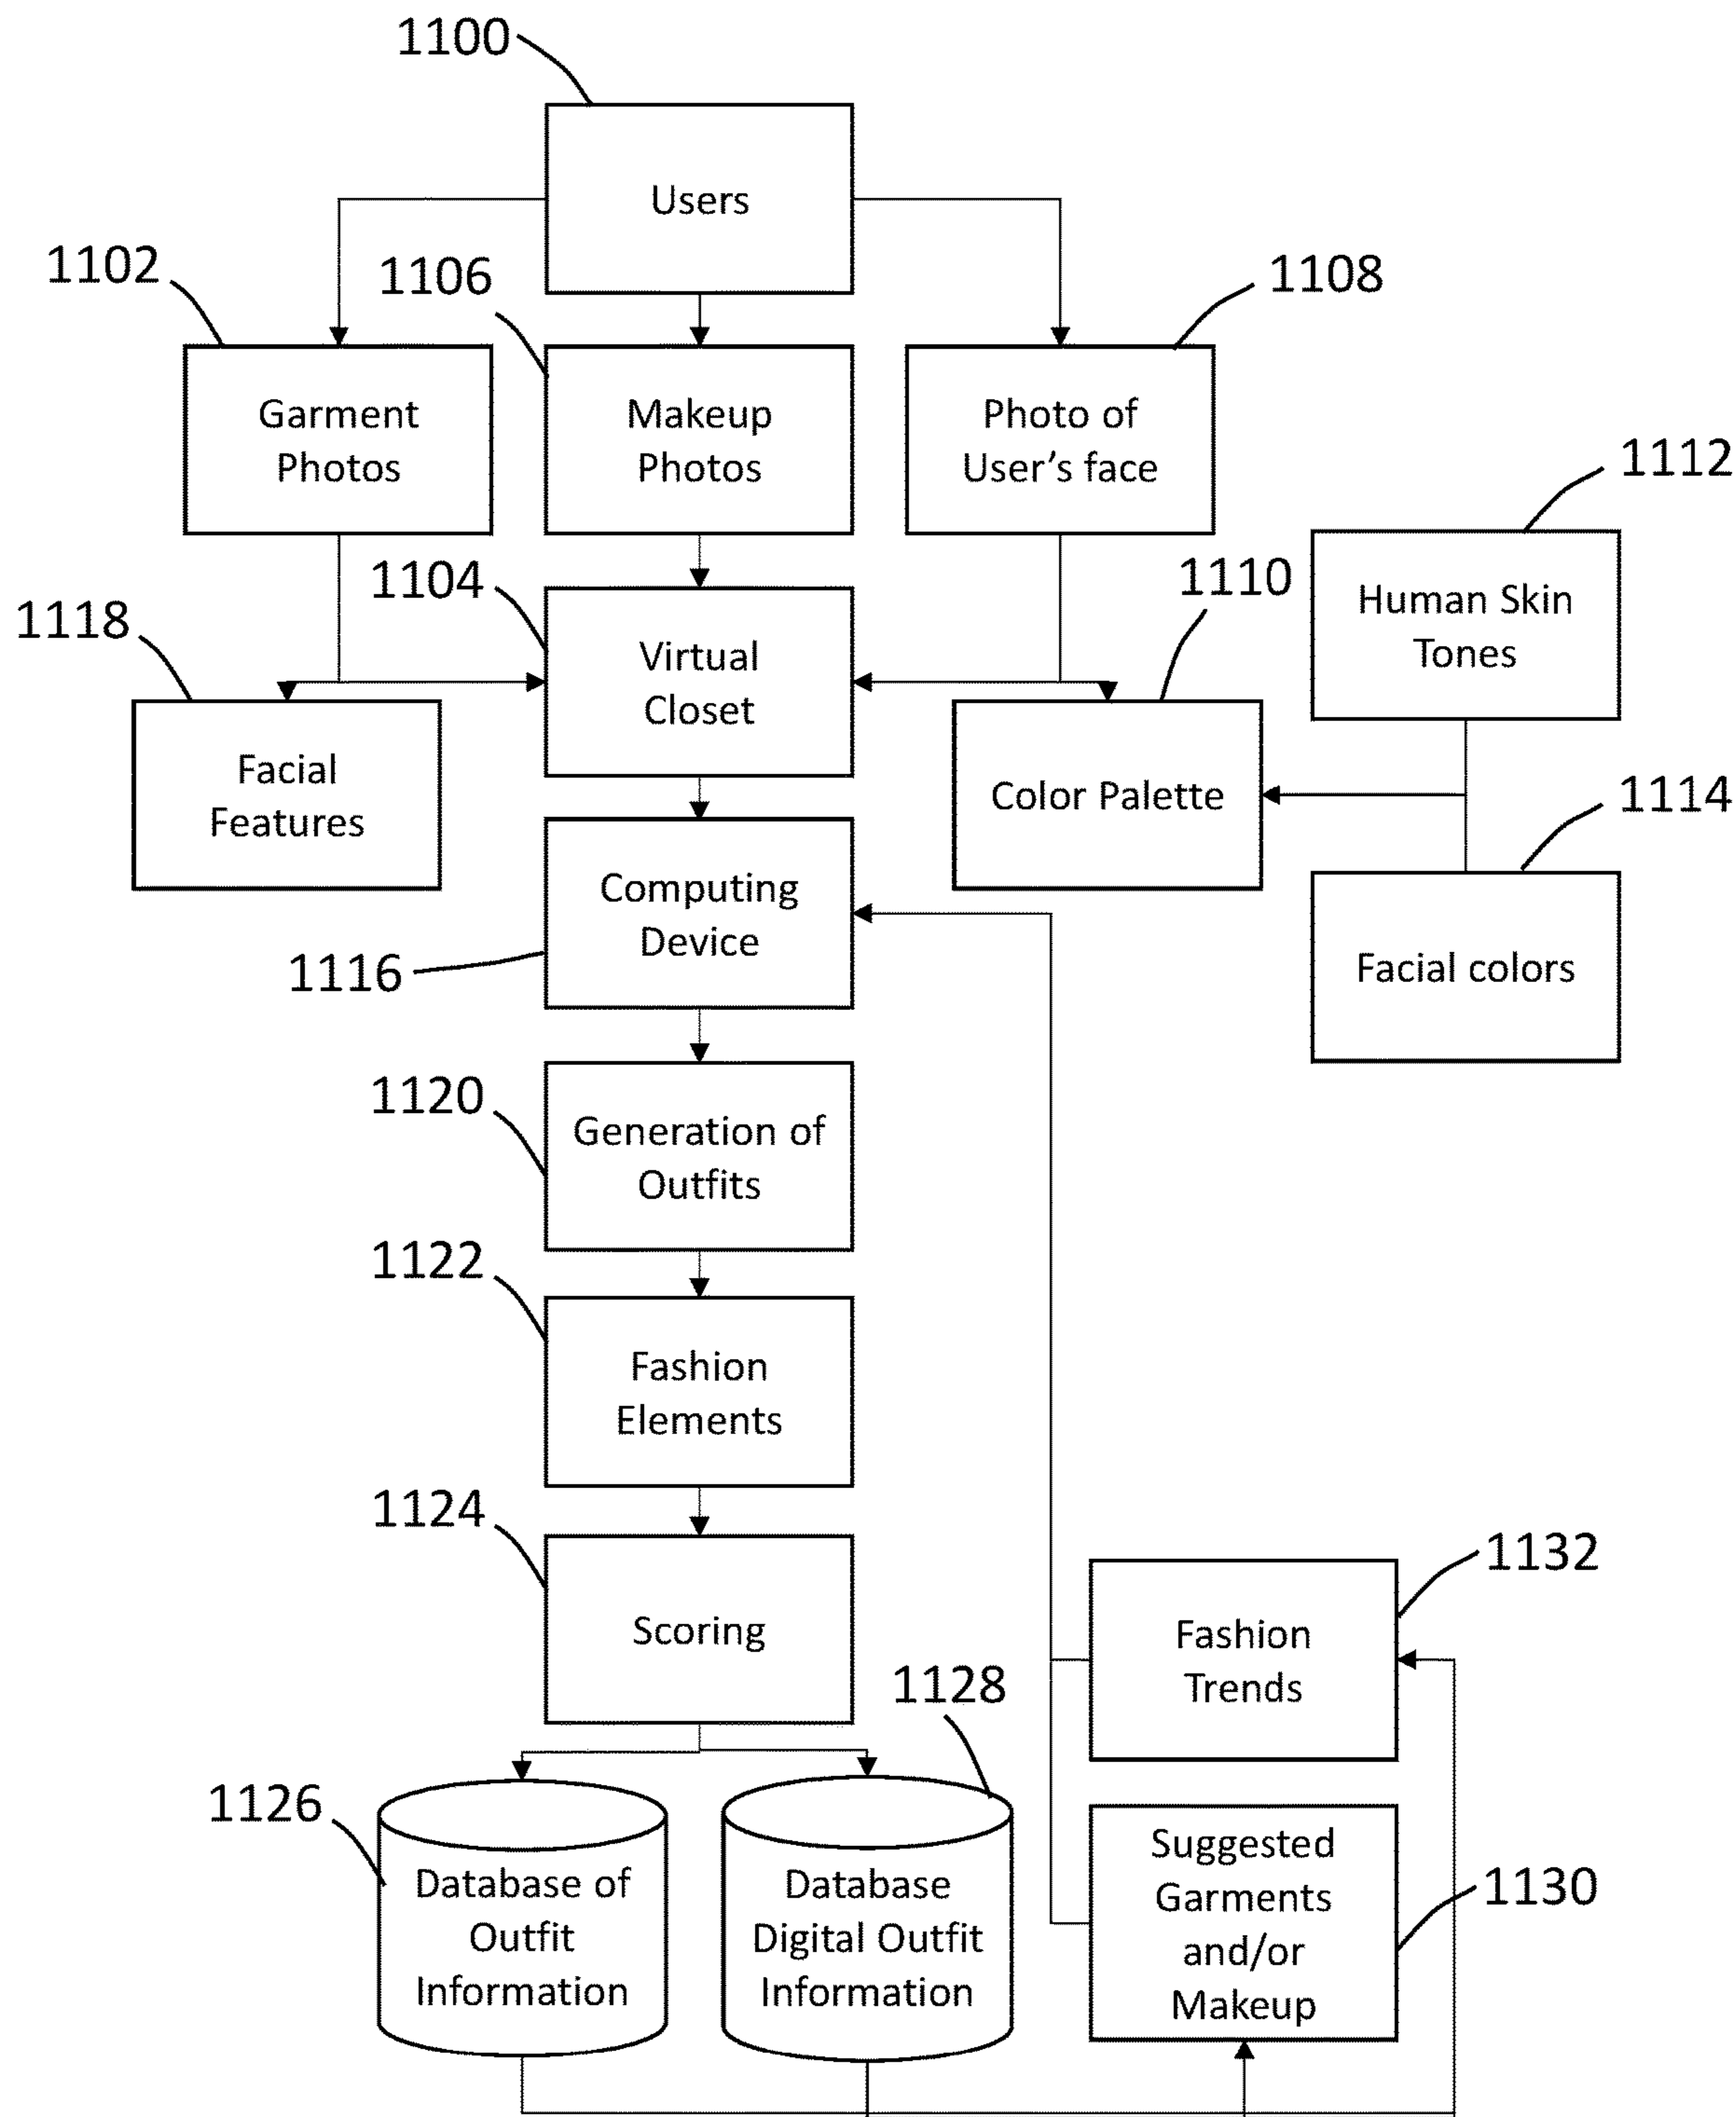 1100
Users
1102
1106
1108
Garment
Photos
Makeup
Photos
Photo of
User's face
1112
1104
1110
Human Skin
Tones
1118
Virtual
Closet
Facial
Features
Color Palette
1114
Computing
Device
1116
Facial colors
1120
Generation of
Outfits
1122
Fashion
Elements
1124
Scoring
1132
Fashion
Trends
1128
1126
Database of
Outfit
Information
Database
Digital Outfit
Information
Suggested
Garments
and/or
Makeup
1130